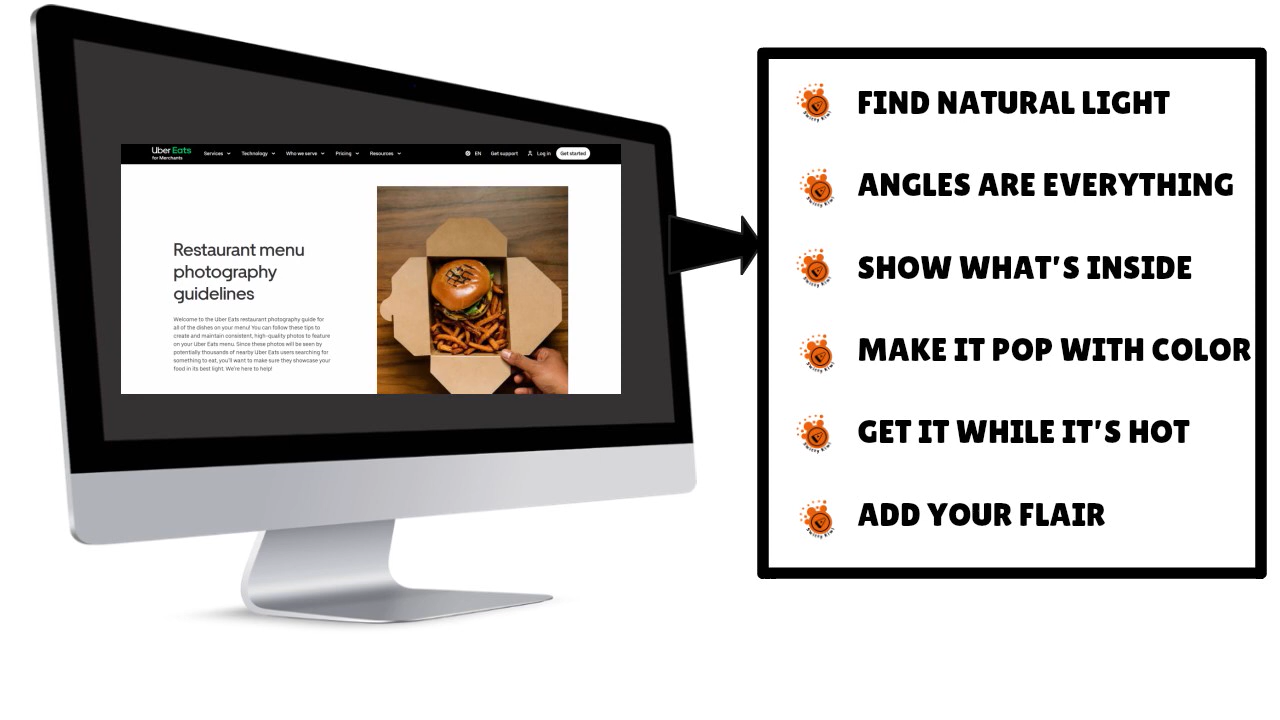 Uber Eats
for Merchants
Services
Technology
Who we serve
Pricing
Resources
EN
Get support
Log in
Get started
Restaurant menu
photography
guidelines
Welcome to the Uber Eats restaurant photography guide for
all of the dishes on your menu! You can follow these tips to
create and maintain consistent, high-quality photos to feature
on your Uber Eats menu. Since these photos will be seen by
potentially thousands of nearby Uber Eats users searching for
something to eat, you'll want to make sure they showcase your
food in its best light. We're here to help!
FIND NATURAL LIGHT
ANGLES ARE EVERYTHING
SHOW WHAT'S INSIDE
MAKE IT POP WITH COLOR
GET IT WHILE IT'S HOT
ADD YOUR FLAIR